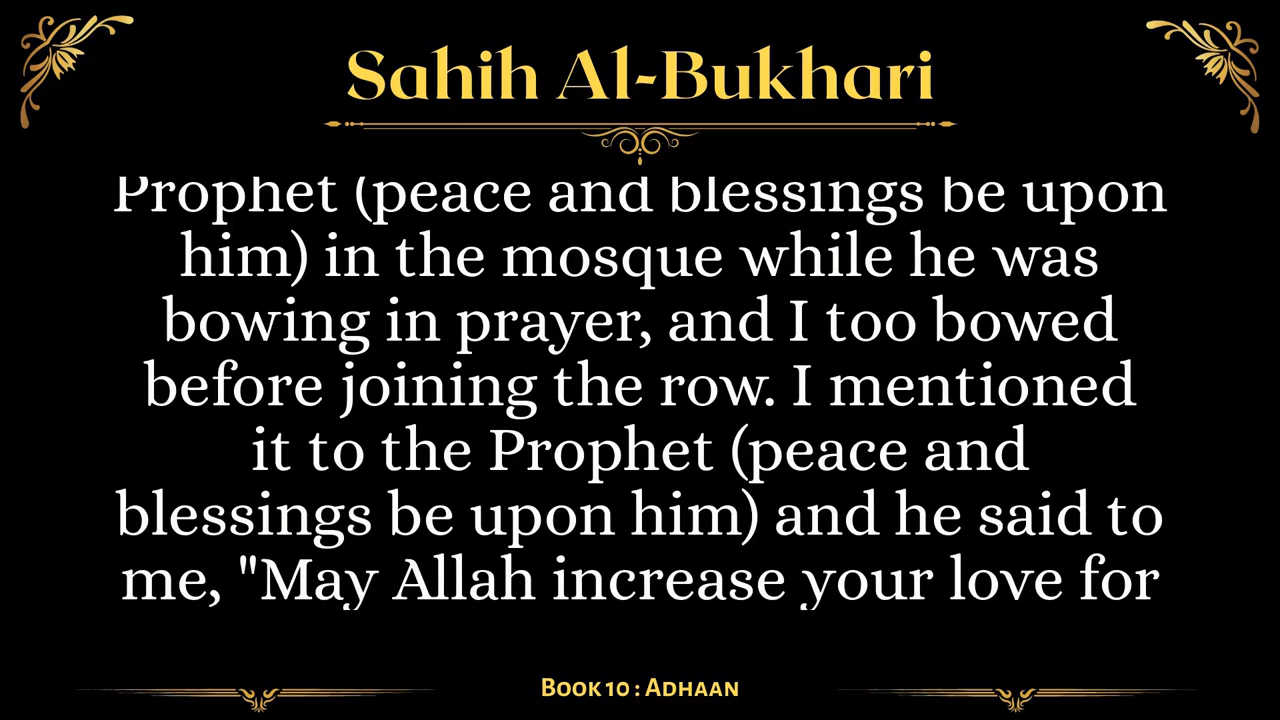 Sahih Al-Bukhari
Prophet (peace and blessings be upon
him) in the mosque while he was
bowing in prayer, and I too bowed
before joining the row. I mentioned
it to the Prophet (peace and
blessings be upon him) and he said to
me, "May Allah increase your love for
Book 10 : Adhaan